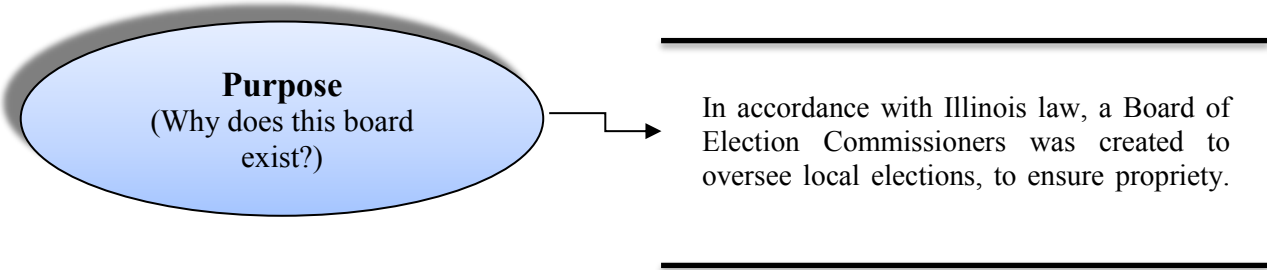 Purpose
(Why does this board
exist?)
In accordance with Illinois law, a Board of
Election Commissioners was created to
oversee local elections, to ensure propriety.